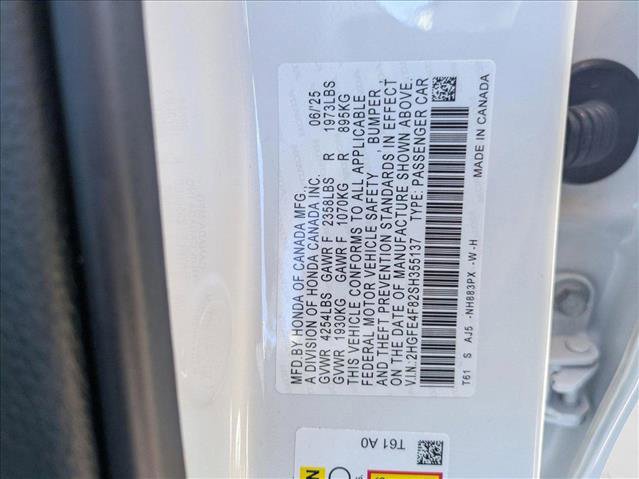 MFD.BY HONDA OF CANADA MFG., 06/'25
A DIVISION OF HONDA CANADA INC.
GVWR 4254LBS GAWR F 2358LBS R 1973LBS
GVWR 1930KG GAWR F 1070KG R 895KG
THIS VEHICLE CONFORMS TO ALL APPLICABLE
FEDERAL MOTOR VEHICLE SAFETY , BUMPER ,
AND THEFT PREVENTION STANDARDS IN EFFECT
ON THE DATE OF MANUFACTURE SHOWN ABOVE.
V.I.N.:2HGFE4F82SH355137 TYPE: PASSENGER CAR
T61 S AJ5 -NH883PX -W-H
MADE IN CANADA
T61 A0